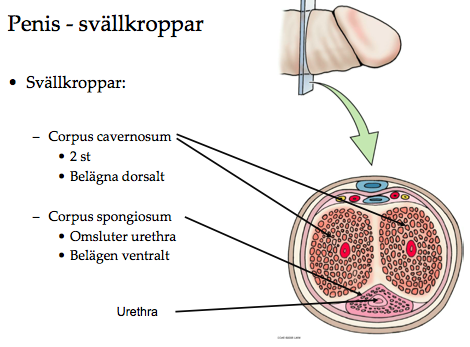 Penis - svällkroppar
• Svällkroppar:
– Corpus cavernosum
• 2 st
• Belägna dorsalt
– Corpus spongiosum
• Omsluter urethra
• Belägen ventralt
Urethra